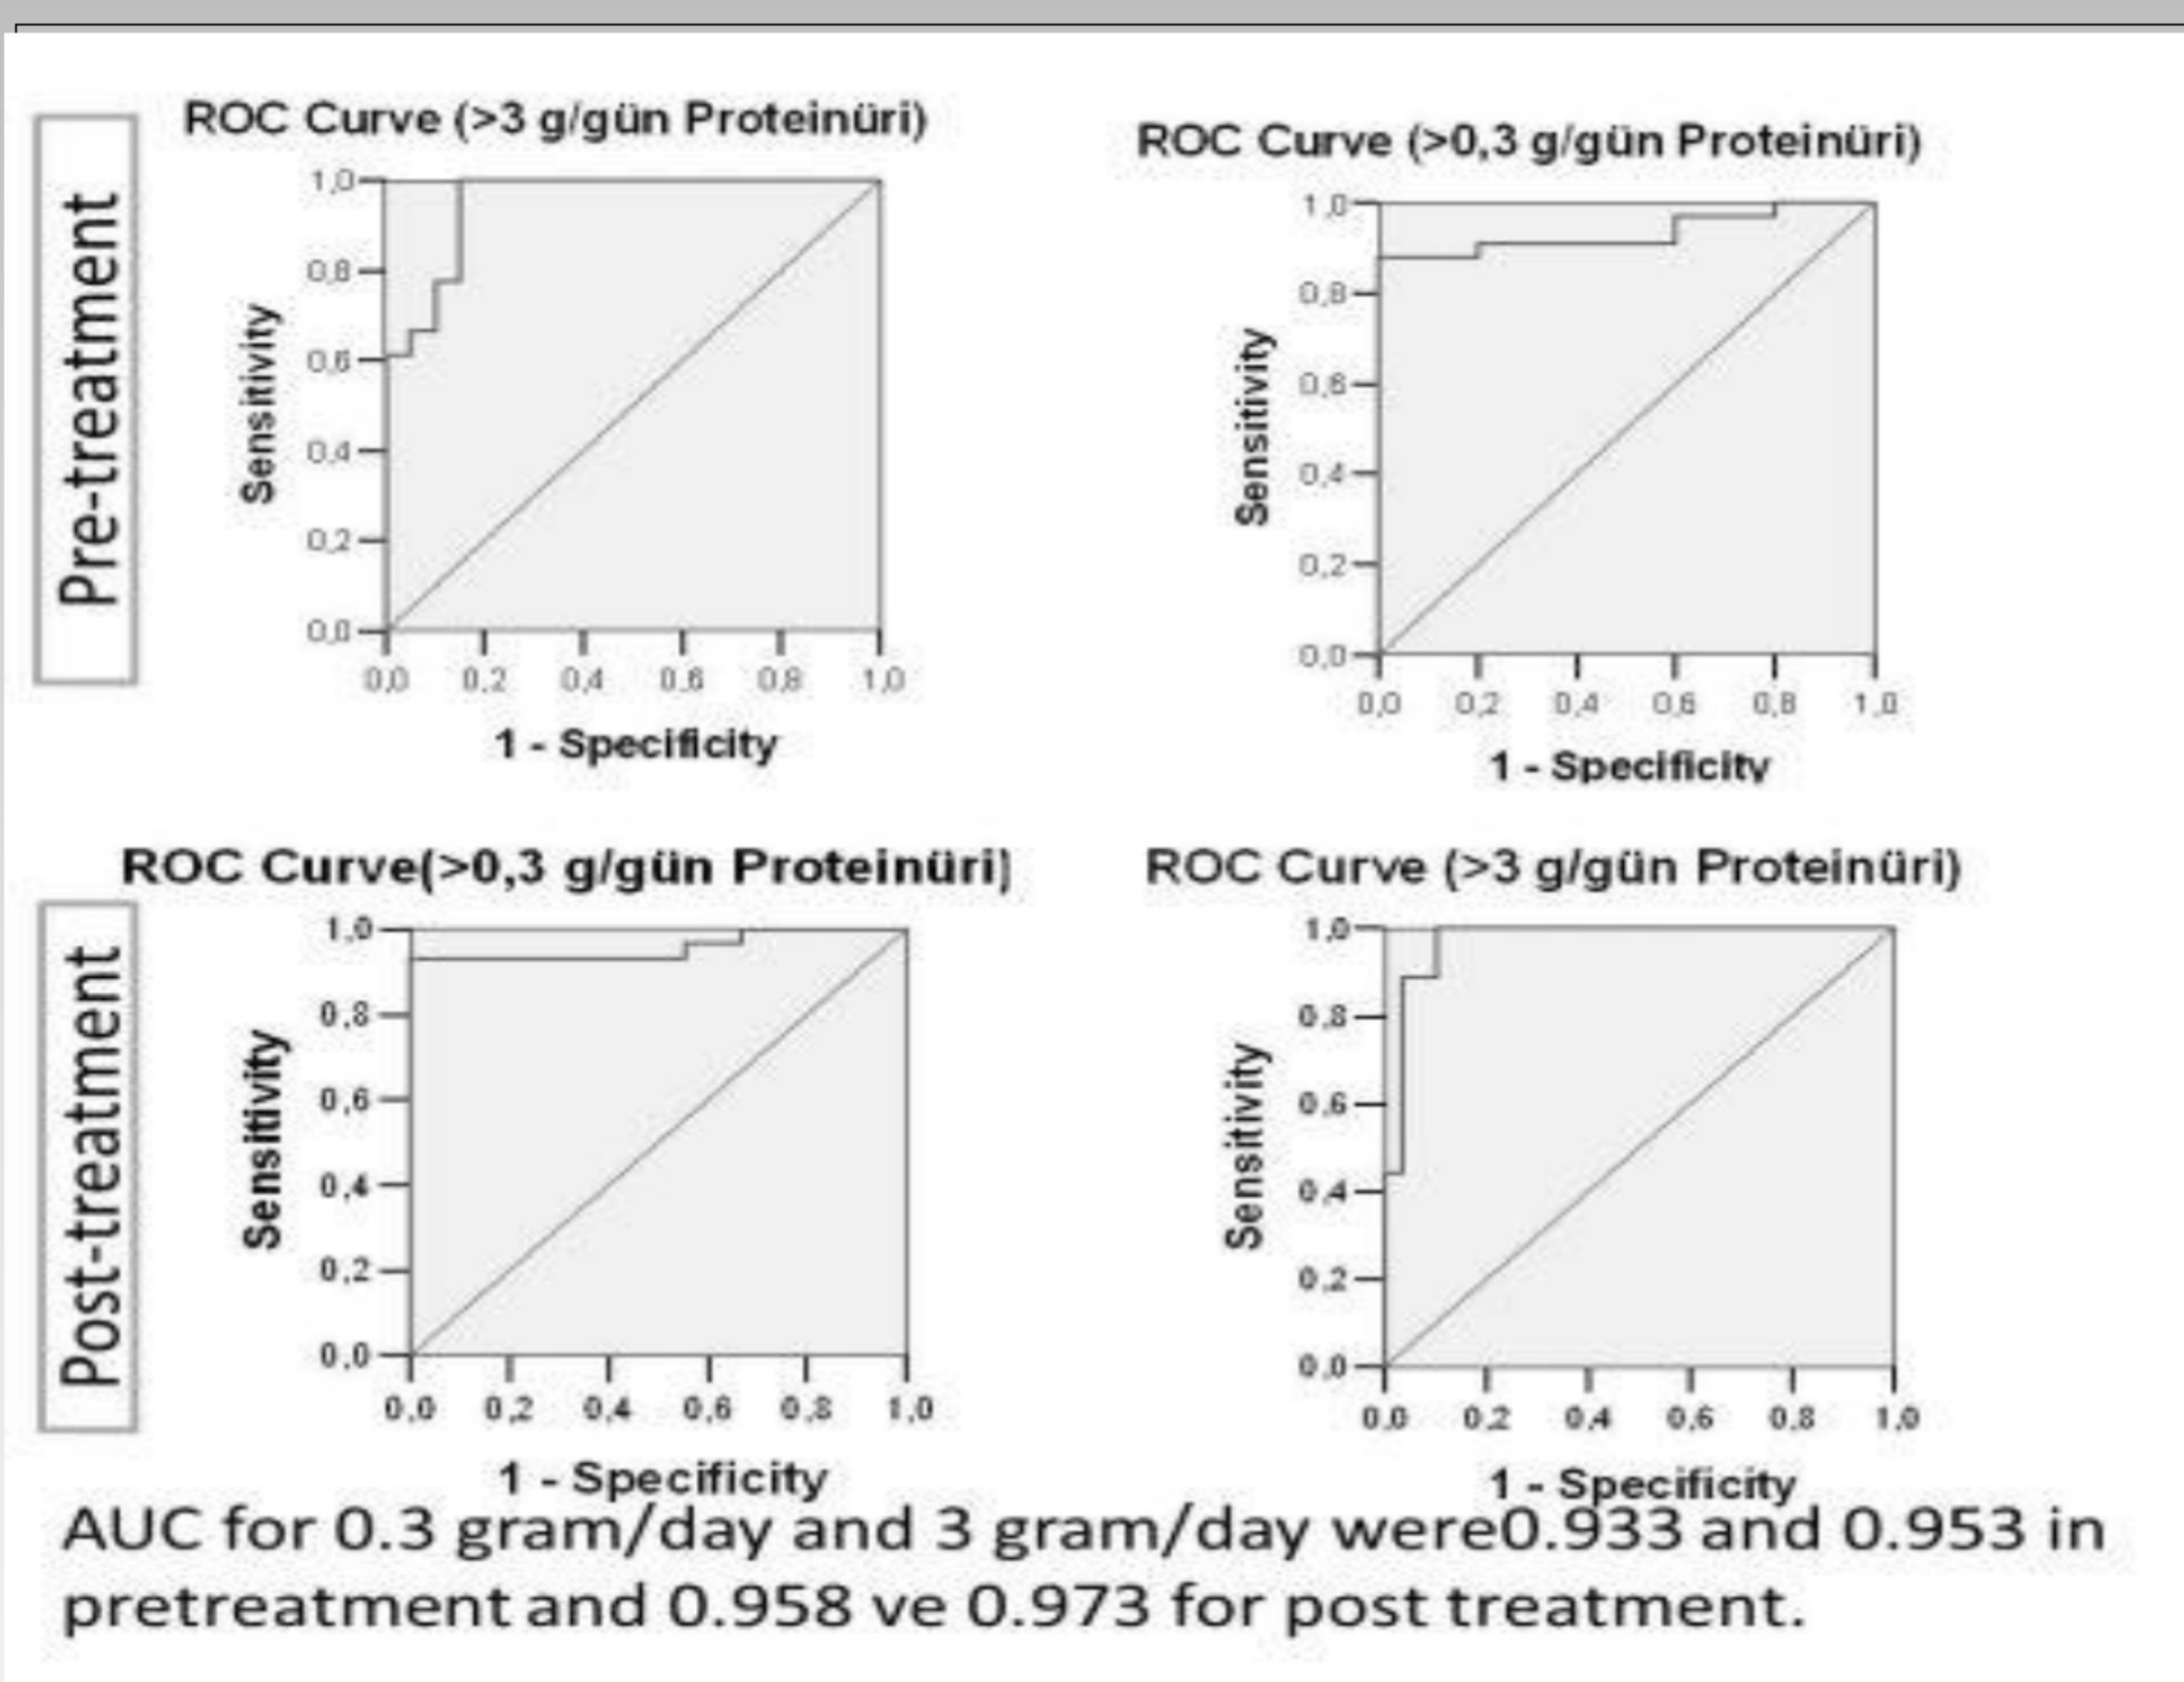 Pre-treatment
ROC Curve (>3 g/gün Proteinüri)
Sensitivity
1,0
0,8
0,6
0,4
0,2
0,0
0,0 0,2 0,4 0,6 0,8 1,0
1 - Specificity
ROC Curve (>0,3 g/gün Proteinüri)
Sensitivity
1,0
0,8
0,6
0,4
0,2
0,0
0,0 0,2 0,4 0,6 0,8 1,0
1 - Specificity
Post-treatment
ROC Curve(>0,3 g/gün Proteinüri)
Sensitivity
1,0
0,8
0,6
0,4
0,2
0,0
0,0 0,2 0,4 0,6 0,8 1,0
1 - Specificity
ROC Curve (>3 g/gün Proteinüri)
Sensitivity
1,0
0,8
0,6
0,4
0,2
0,0
0,0 0,2 0,4 0,6 0,8 1,0
1 - Specificity
AUC for 0.3 gram/day and 3 gram/day were0.933 and 0.953 in
pretreatment and 0.958 ve 0.973 for post treatment.